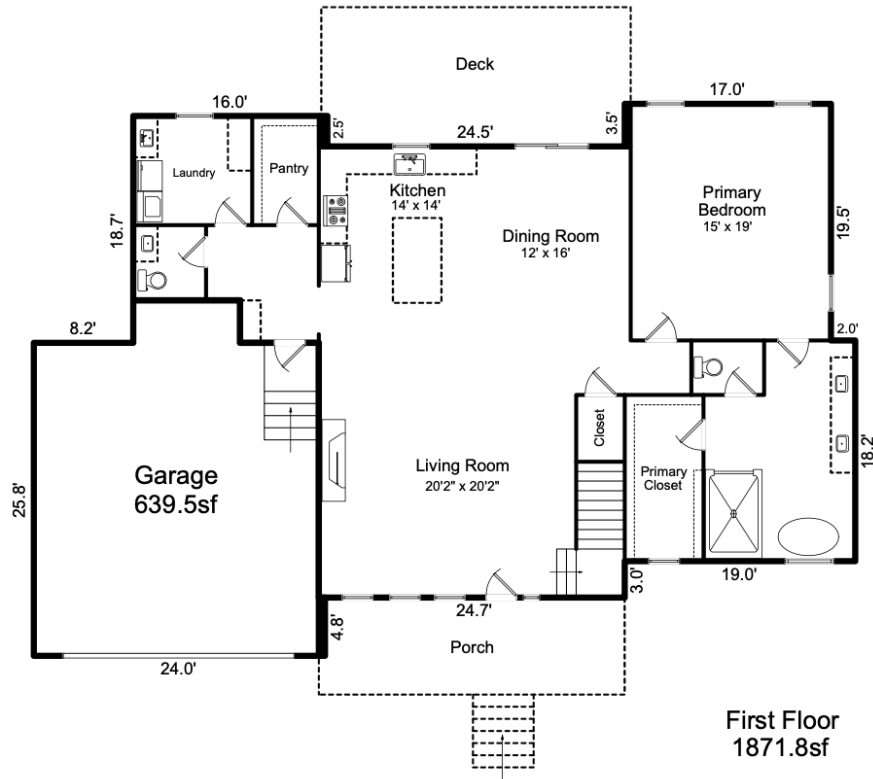 Deck
17.0'
16.0'
2.5'
24.5'
3.5'
Laundry
Pantry
Kitchen
14' x 14'
Primary
Bedroom
15' x 19'
19.5'
18.7'
Dining Room
12' x 16'
8.2'
2.0'
Closet
18.2'
Living Room
20'2" x 20'2"
Primary
Closet
Garage
639.5sf
25.8'
3.0'
19.0'
4.8'
24.7'
Porch
24.0'
First Floor
1871.8sf